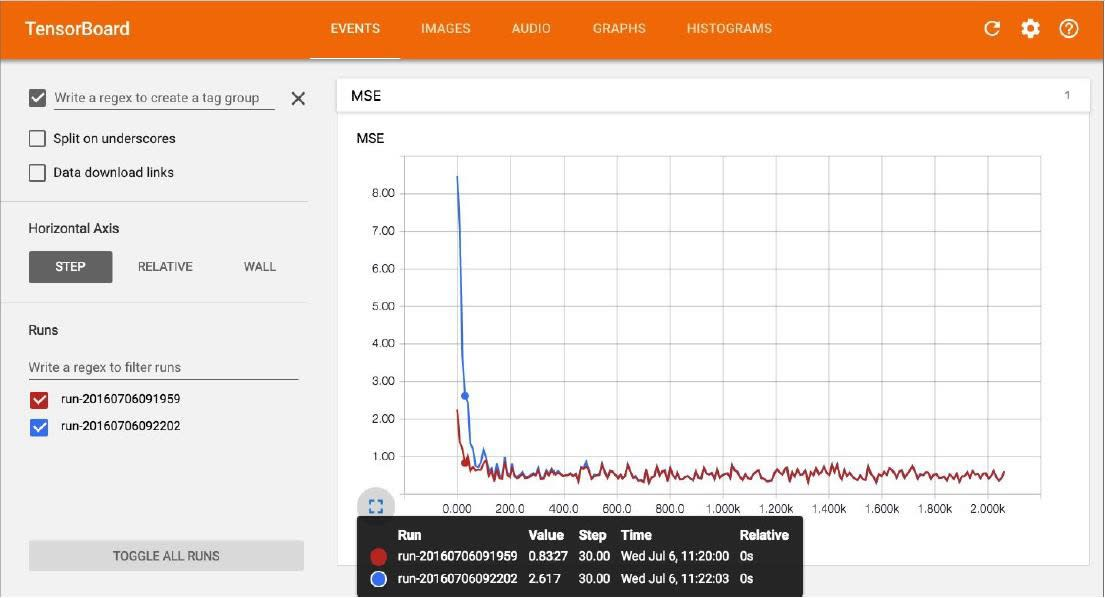 TensorBoard EVENTS IMAGES AUDIO GRAPHS HISTOGRAMS
Write a regex to create a tag group
Split on underscores
Data download links
Horizontal Axis
STEP RELATIVE WALL
Runs
Write a regex to filter runs
run-20160706091959
run-20160706092202
TOGGLE ALL RUNS
MSE 1
MSE
8.00
7.00
6.00
5.00
4.00
3.00
2.00
1.00
0.000 200.0 400.0 600.0 800.0 1.000k 1.200k 1.400k 1.600k 1.800k 2.000k
Run Value Step Time Relative
run-20160706091959 0.8327 30.00 Wed Jul 6, 11:20:00 0s
run-20160706092202 2.617 30.00 Wed Jul 6, 11:22:03 0s